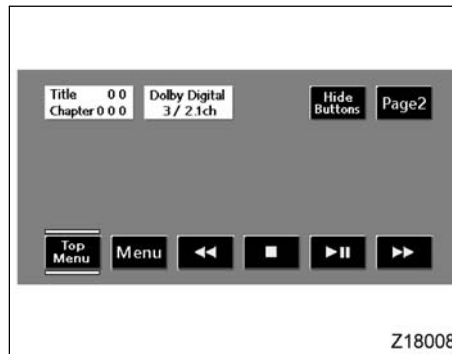 Title 0 0
Chapter 0 0 0
Dolby Digital
3 / 2.1ch
Hide
Buttons
Page2
Top
Menu
Menu
Z18008